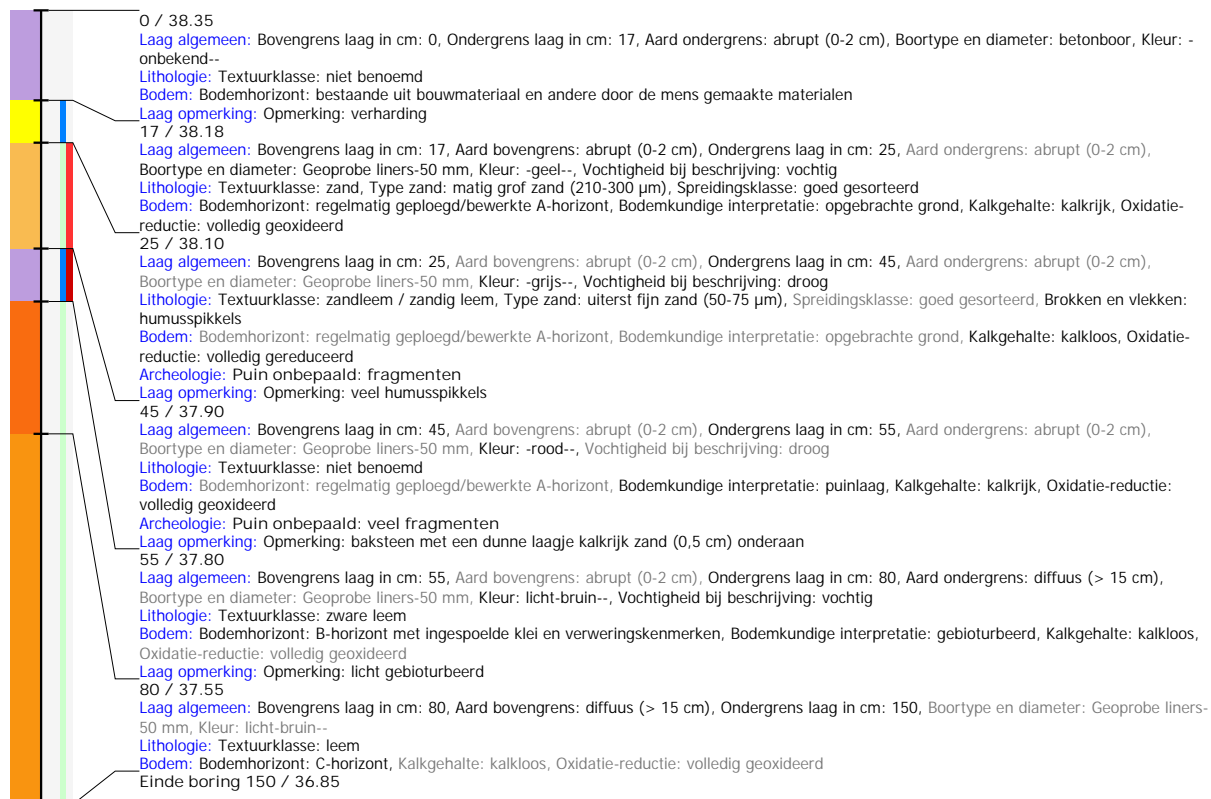 0 / 38.35
Laag algemeen: Bovengrens laag in cm: 0, Ondergrens laag in cm: 17, Aard ondergrens: abrupt (0-2 cm), Boortype en diameter: betonboor, Kleur: -
onbekend--
Lithologie: Textuurklasse: niet benoemd
Bodem: Bodemhorizont: bestaande uit bouwmateriaal en andere door de mens gemaakte materialen
Laag opmerking: Opmerking: verharding
17 / 38.18
Laag algemeen: Bovengrens laag in cm: 17, Aard bovengrens: abrupt (0-2 cm), Ondergrens laag in cm: 25, Aard ondergrens: abrupt (0-2 cm),
Boortype en diameter: Geoprobe liners-50 mm, Kleur: -geel--, Vochtigheid bij beschrijving: vochtig
Lithologie: Textuurklasse: zand, Type zand: matig grof zand (210-300 µm), Spreidingsklasse: goed gesorteerd
Bodem: Bodemhorizont: regelmatig geploegd/bewerkte A-horizont, Bodemkundige interpretatie: opgebrachte grond, Kalkgehalte: kalkrijk, Oxidatie-
reductie: volledig geoxideerd
25 / 38.10
Laag algemeen: Bovengrens laag in cm: 25, Aard bovengrens: abrupt (0-2 cm), Ondergrens laag in cm: 45, Aard ondergrens: abrupt (0-2 cm),
Boortype en diameter: Geoprobe liners-50 mm, Kleur: -grijs--, Vochtigheid bij beschrijving: droog
Lithologie: Textuurklasse: zandleem / zandig leem, Type zand: uiterst fijn zand (50-75 µm), Spreidingsklasse: goed gesorteerd, Brokken en vlekken:
humusspikkels
Bodem: Bodemhorizont: regelmatig geploegd/bewerkte A-horizont, Bodemkundige interpretatie: opgebrachte grond, Kalkgehalte: kalkloos, Oxidatie-
reductie: volledig gereduceerd
Archeologie: Puin onbepaald: fragmenten
Laag opmerking: Opmerking: veel humusspikkels
45 / 37.90
Laag algemeen: Bovengrens laag in cm: 45, Aard bovengrens: abrupt (0-2 cm), Ondergrens laag in cm: 55, Aard ondergrens: abrupt (0-2 cm),
Boortype en diameter: Geoprobe liners-50 mm, Kleur: -rood--, Vochtigheid bij beschrijving: droog
Lithologie: Textuurklasse: niet benoemd
Bodem: Bodemhorizont: regelmatig geploegd/bewerkte A-horizont, Bodemkundige interpretatie: puinlaag, Kalkgehalte: kalkrijk, Oxidatie-reductie:
volledig geoxideerd
Archeologie: Puin onbepaald: veel fragmenten
Laag opmerking: Opmerking: baksteen met een dunne laagje kalkrijk zand (0,5 cm) onderaan
55 / 37.80
Laag algemeen: Bovengrens laag in cm: 55, Aard bovengrens: abrupt (0-2 cm), Ondergrens laag in cm: 80, Aard ondergrens: diffuus (> 15 cm),
Boortype en diameter: Geoprobe liners-50 mm, Kleur: licht-bruin--, Vochtigheid bij beschrijving: vochtig
Lithologie: Textuurklasse: zware leem
Bodem: Bodemhorizont: B-horizont met ingespoelde klei en verweringskenmerken, Bodemkundige interpretatie: gebioturbeerd, Kalkgehalte: kalkloos,
Oxidatie-reductie: volledig geoxideerd
Laag opmerking: Opmerking: licht gebioturbeerd
80 / 37.55
Laag algemeen: Bovengrens laag in cm: 80, Aard bovengrens: diffuus (> 15 cm), Ondergrens laag in cm: 150, Boortype en diameter: Geoprobe liners-
50 mm, Kleur: licht-bruin--
Lithologie: Textuurklasse: leem
Bodem: Bodemhorizont: C-horizont, Kalkgehalte: kalkloos, Oxidatie-reductie: volledig geoxideerd
Einde boring 150 / 36.85